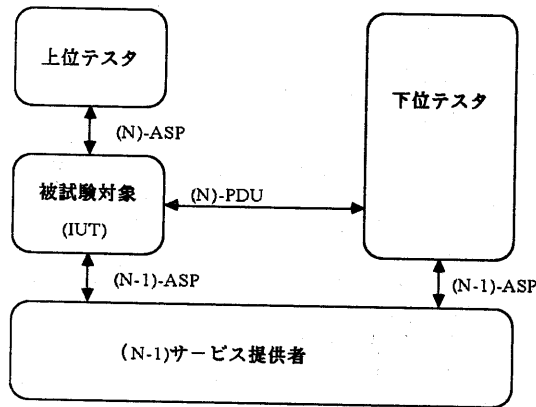 上位テスタ
下位テスタ
(N)-ASP
被試験対象
(IUT)
(N)-PDU
(N-1)-ASP
(N-1)-ASP
(N-1)サービス提供者